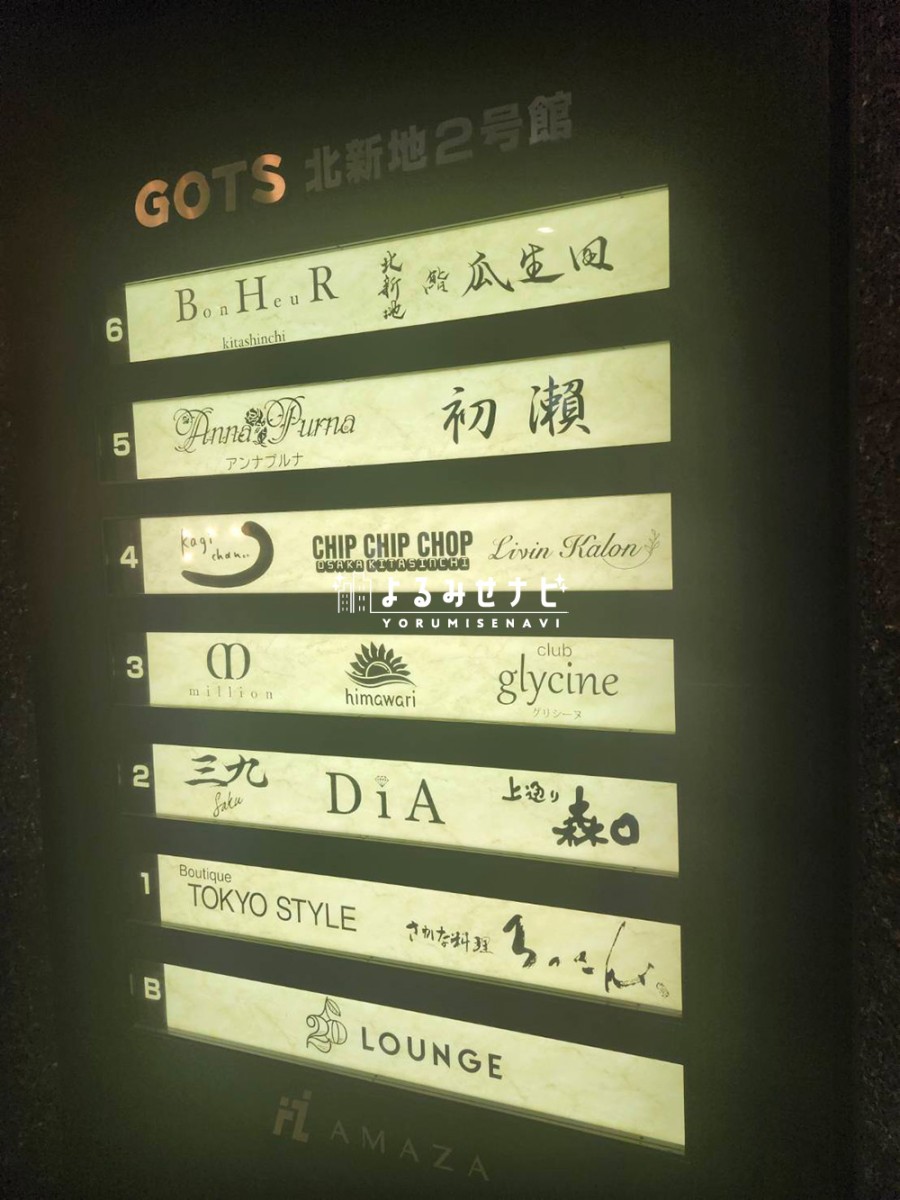 GOTS 北新地2号館
6
BonHeuR
kitashinchi
北新地 鮨 瓜生田
5
Anna Purna
アンナプルナ
初瀬
4
kagi
chan
CHIP CHIP CHOP
OSAKA KITASINCHI
Livin Kalon
よるみせナビ
YORUMISENAVI
3
million
himawari
club
glycine
グリシーヌ
2
三九
Saku
DiA
上通り
森口
1
Boutique
TOKYO STYLE
さかな料理
B
20 LOUNGE
AMAZA